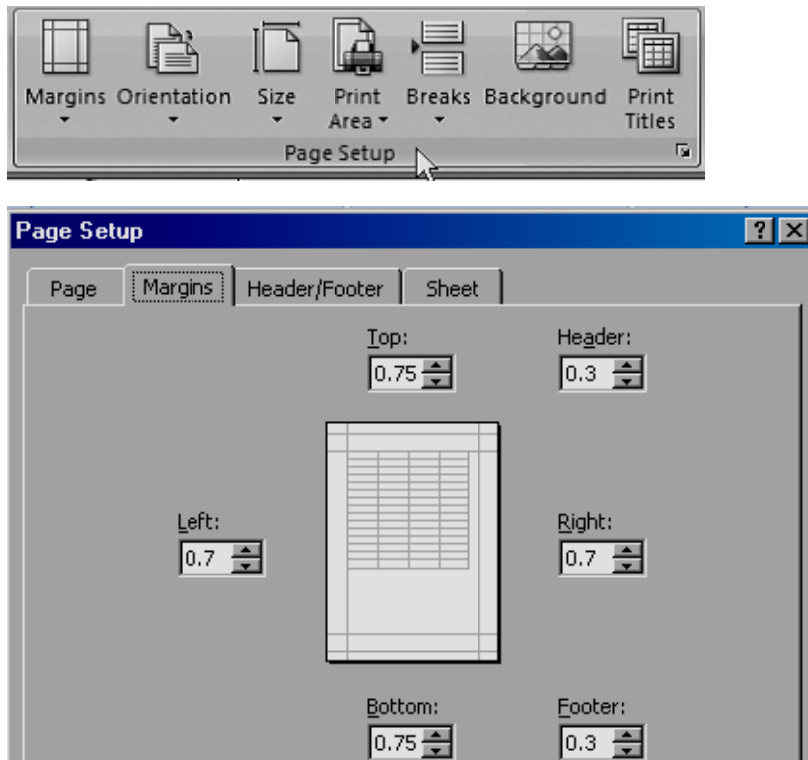 Margins Orientation Size Print Breaks Background Print
Area Titles
Page Setup
Page Setup
Page Margins Header/Footer Sheet
Top: Header:
0.75 0.3
Left: Right:
0.7 0.7
Bottom: Footer:
0.75 0.3